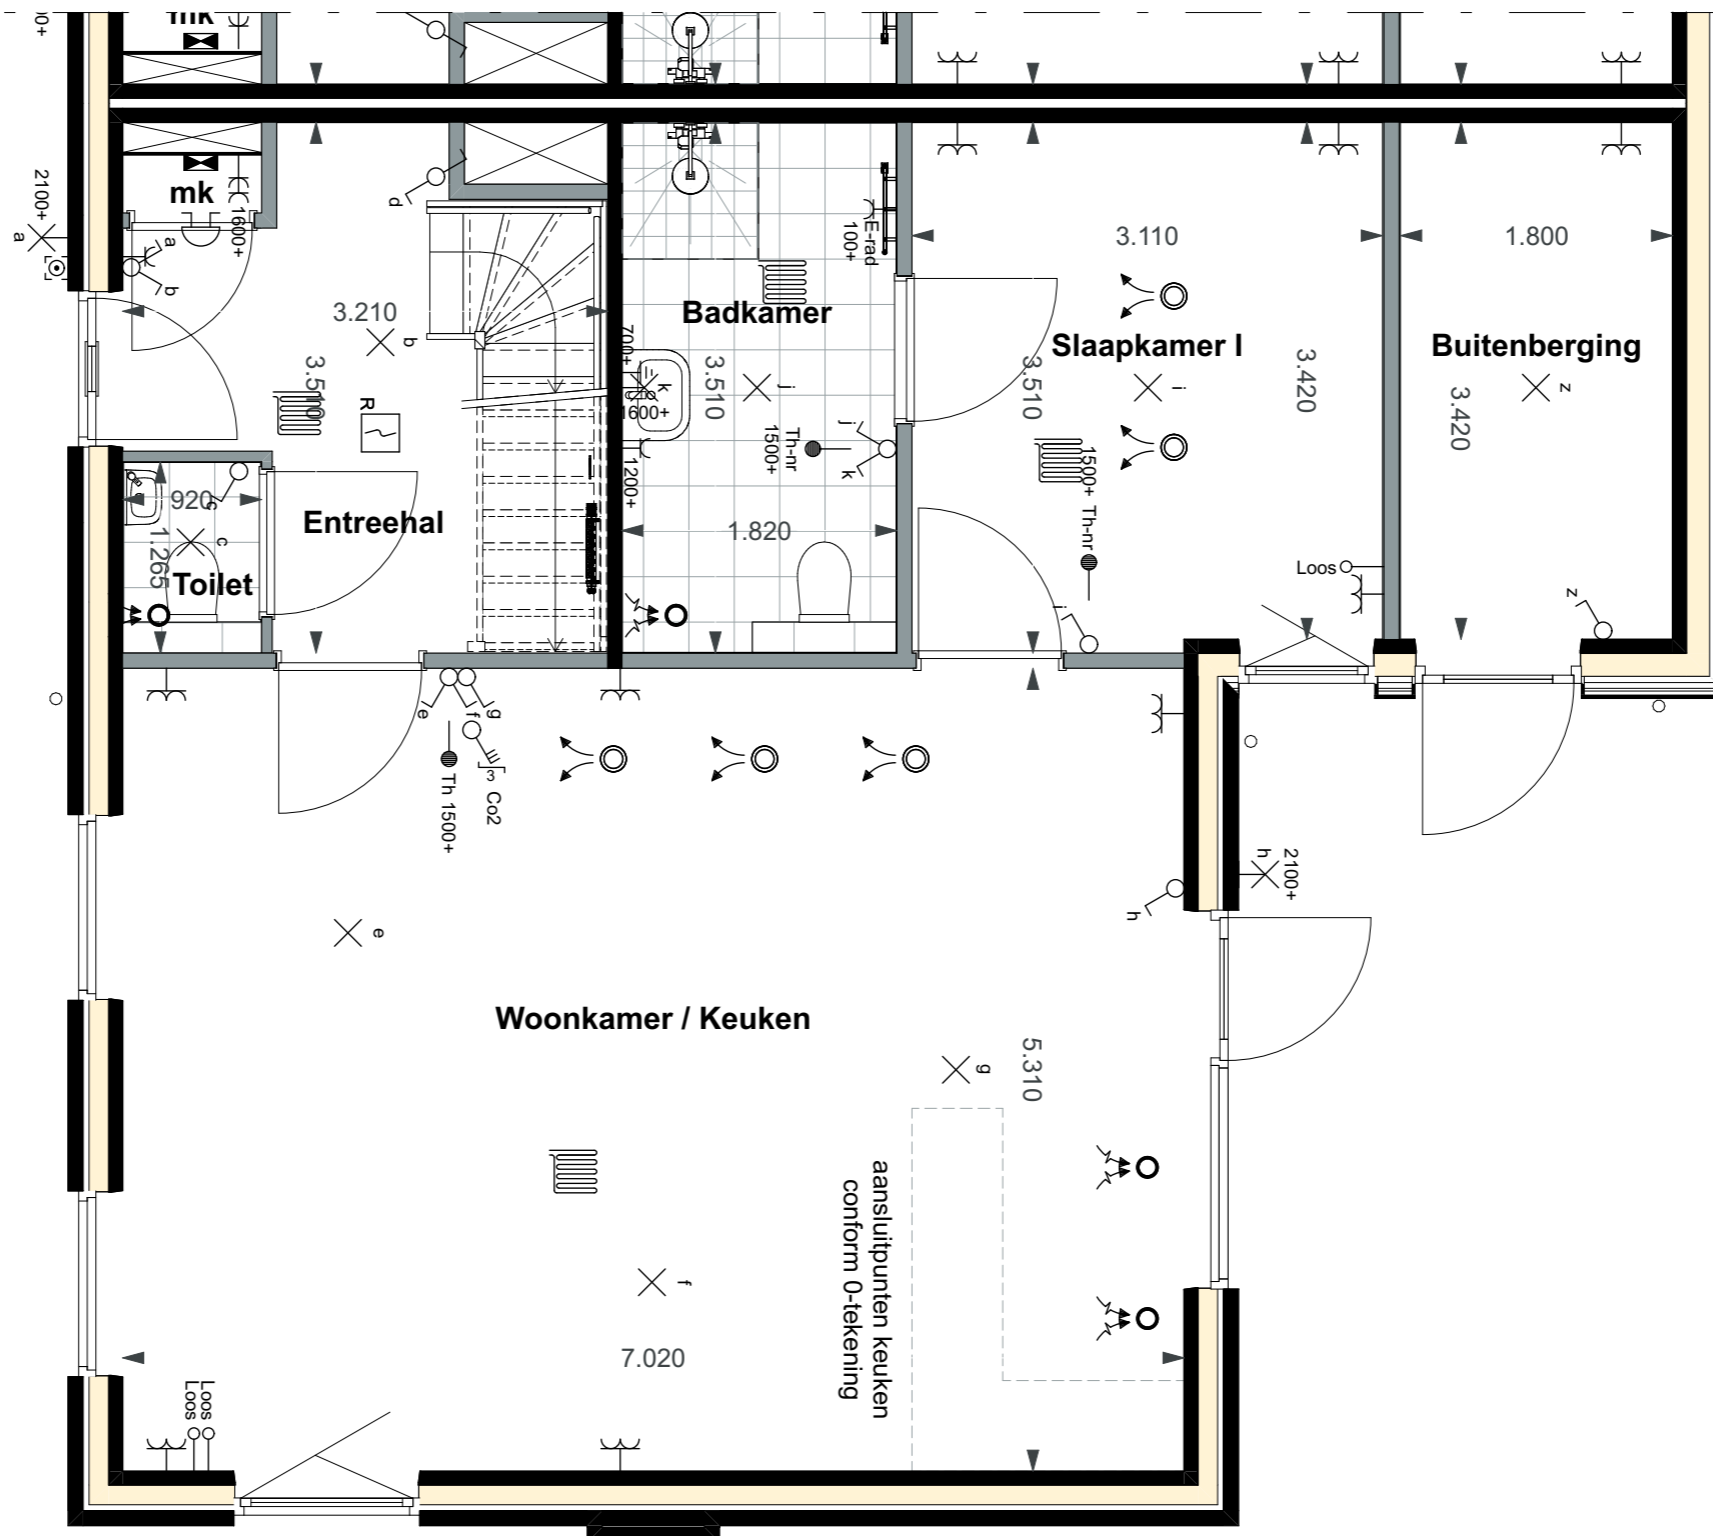 mk
00+
00+
mk
1600+
2100+
a
a
b
d
3.210
b
3.510
R
920
c
c
1.265
Toilet
Entreehal
Badkamer
E-rad
100+
700+
k
1600+
1200+
3.510
j
Th-nr
1500+
j
k
1.820
3.110
Slaapkamer I
3.510
i
3.420
1500+ Th-nr
i
Loos
1.800
Buitenberging
z
3.420
z
e
f
g
3
Co2
Th 1500+
h
h
2100+
e
Woonkamer / Keuken
g
5.310
aansluitpunten keuken
conform 0-tekening
f
7.020
Loos
Loos